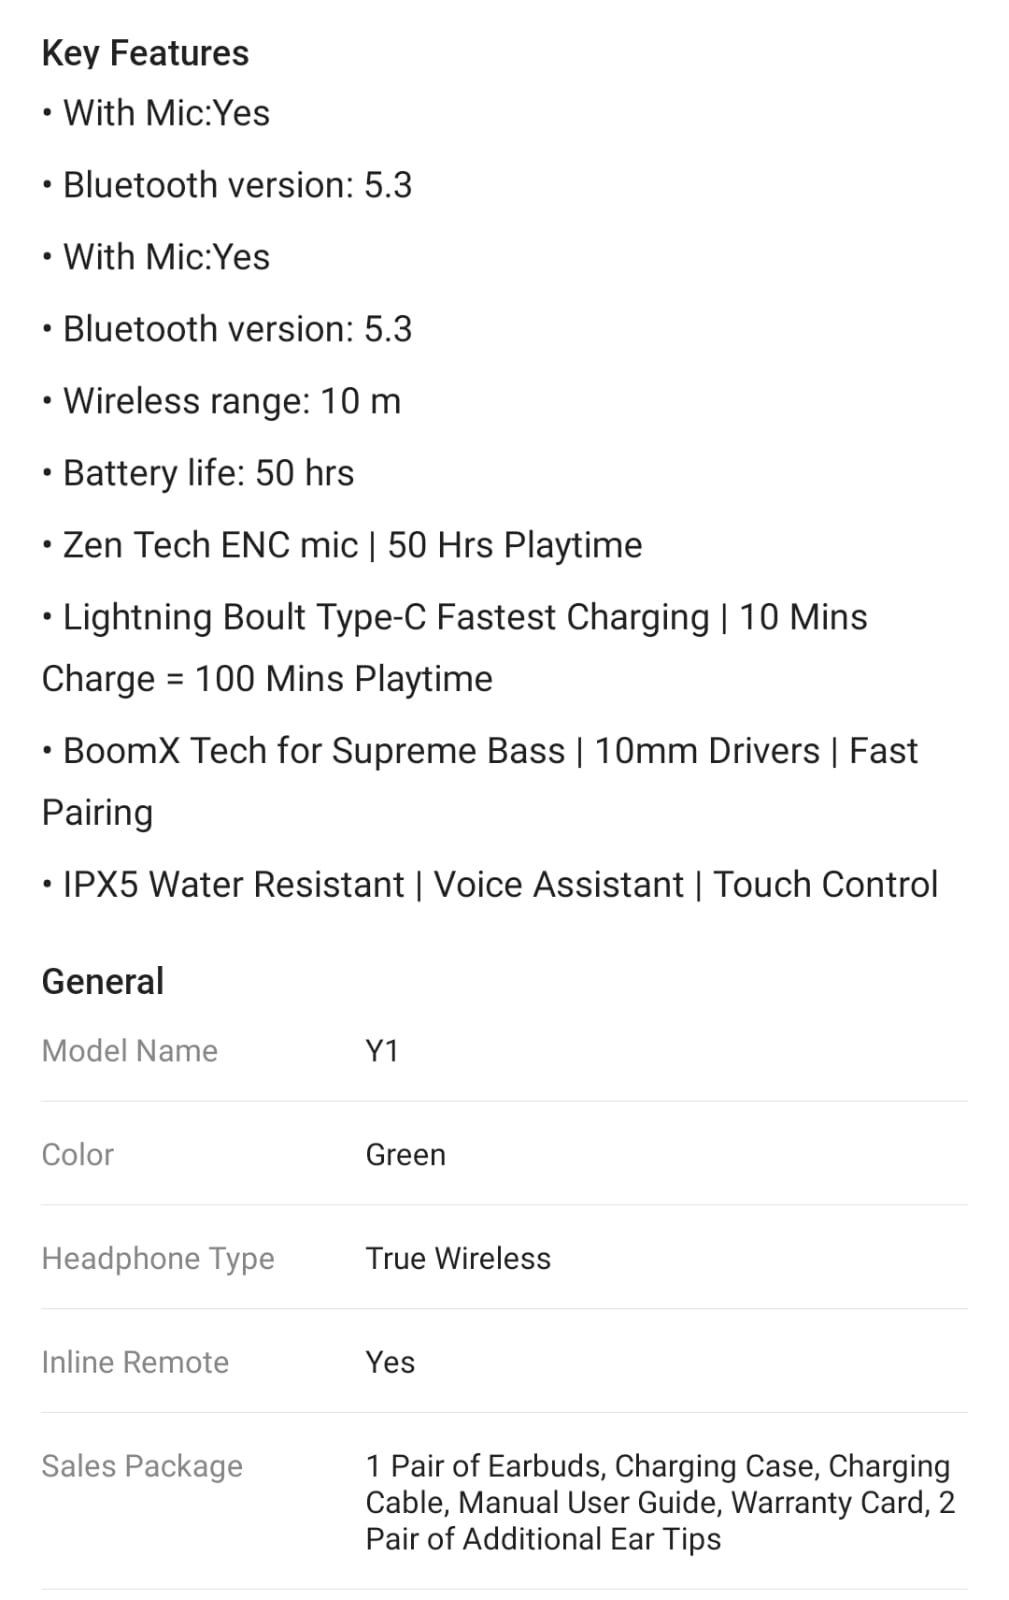 Key Features
• With Mic:Yes
• Bluetooth version: 5.3
• With Mic:Yes
• Bluetooth version: 5.3
• Wireless range: 10 m
• Battery life: 50 hrs
• Zen Tech ENC mic | 50 Hrs Playtime
• Lightning Boult Type-C Fastest Charging | 10 Mins
Charge = 100 Mins Playtime
• BoomX Tech for Supreme Bass | 10mm Drivers | Fast
Pairing
• IPX5 Water Resistant | Voice Assistant | Touch Control
General
Model Name Y1
Color Green
Headphone Type True Wireless
Inline Remote Yes
Sales Package 1 Pair of Earbuds, Charging Case, Charging
Cable, Manual User Guide, Warranty Card, 2
Pair of Additional Ear Tips